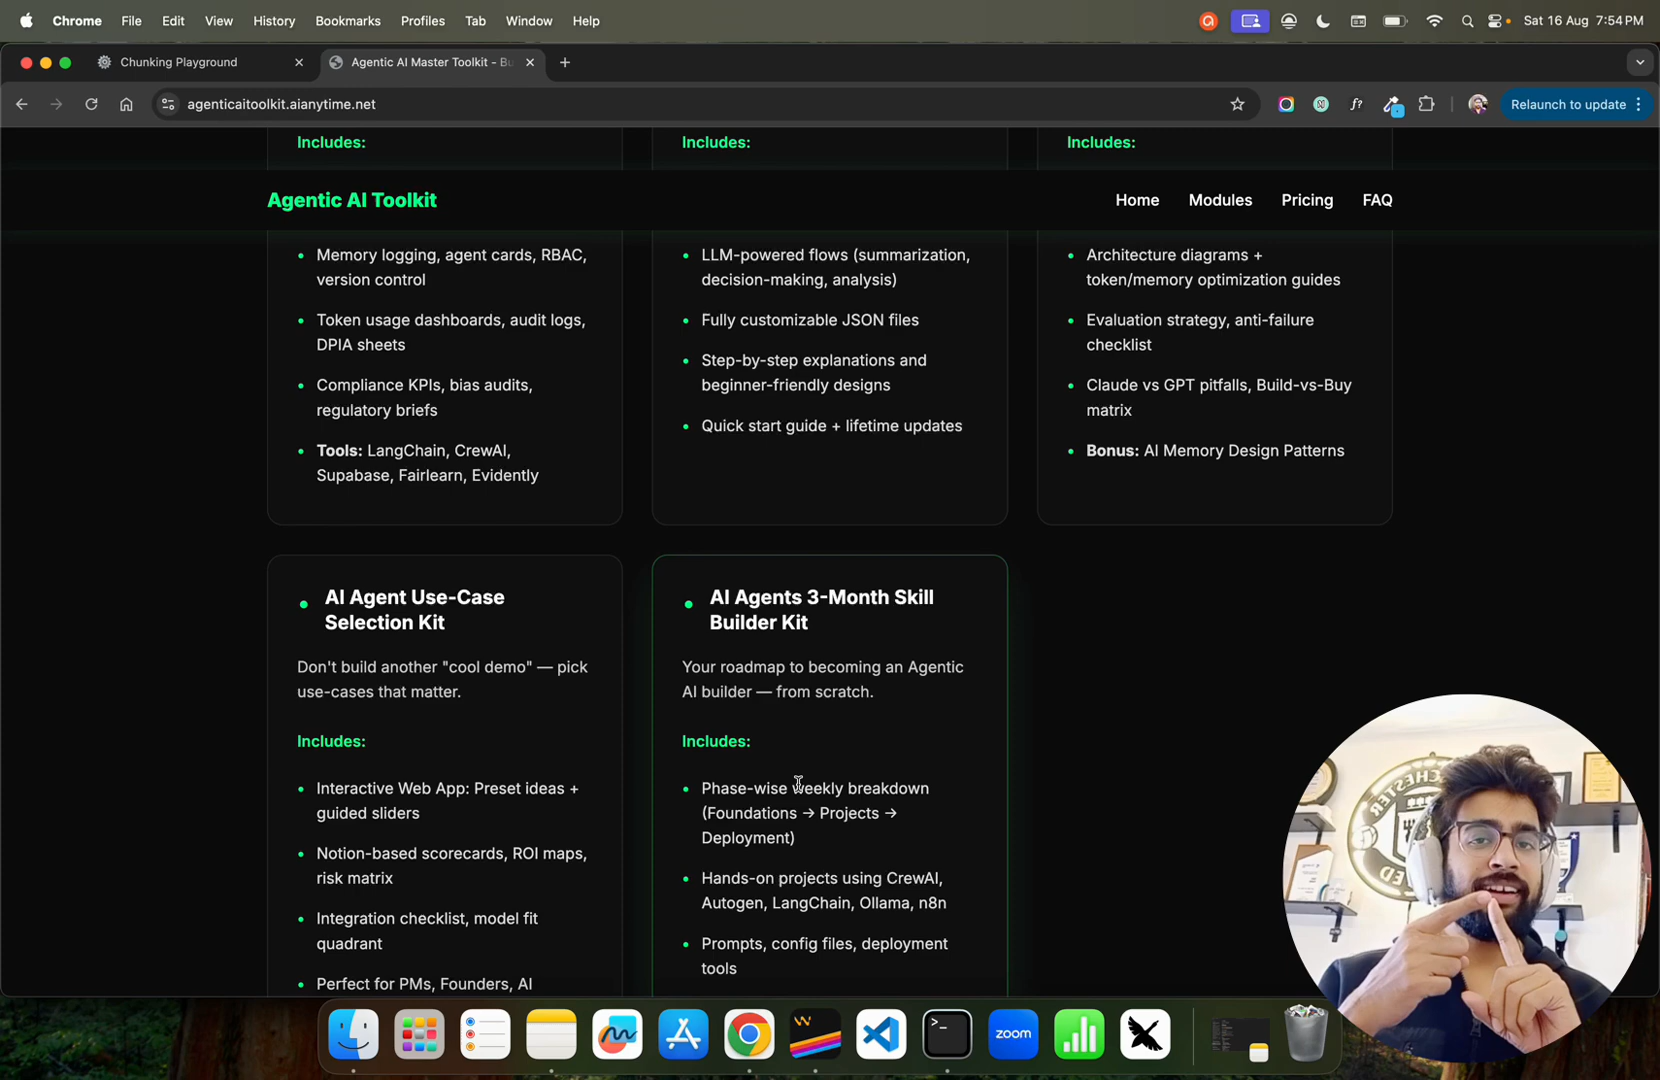 Chrome File Edit View History Bookmarks Profiles Tab Window Help
Sat 16 Aug 7:54 PM
Chunking Playground
Agentic AI Master Toolkit - Bu
agenticaitoolkit.aianytime.net
Relaunch to update
Includes: Includes: Includes:
Agentic AI Toolkit
Home Modules Pricing FAQ
Memory logging, agent cards, RBAC,
version control
Token usage dashboards, audit logs,
DPIA sheets
Compliance KPIs, bias audits,
regulatory briefs
Tools: LangChain, CrewAI,
Supabase, Fairlearn, Evidently
LLM-powered flows (summarization,
decision-making, analysis)
Fully customizable JSON files
Step-by-step explanations and
beginner-friendly designs
Quick start guide + lifetime updates
Architecture diagrams +
token/memory optimization guides
Evaluation strategy, anti-failure
checklist
Claude vs GPT pitfalls, Build-vs-Buy
matrix
Bonus: AI Memory Design Patterns
AI Agent Use-Case
Selection Kit
Don't build another "cool demo" — pick
use-cases that matter.
Includes:
Interactive Web App: Preset ideas +
guided sliders
Notion-based scorecards, ROI maps,
risk matrix
Integration checklist, model fit
quadrant
Perfect for PMs, Founders, AI
AI Agents 3-Month Skill
Builder Kit
Your roadmap to becoming an Agentic
AI builder — from scratch.
Includes:
Phase-wise weekly breakdown
(Foundations → Projects →
Deployment)
Hands-on projects using CrewAI,
Autogen, LangChain, Ollama, n8n
Prompts, config files, deployment
tools
zoom